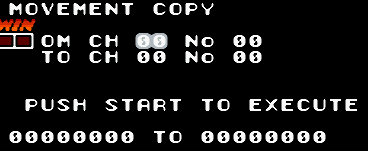 MOVEMENT COPY
WIN
OM CH 00 No 00
TO CH 00 No 00
PUSH START TO EXECUTE
00000000 TO 00000000